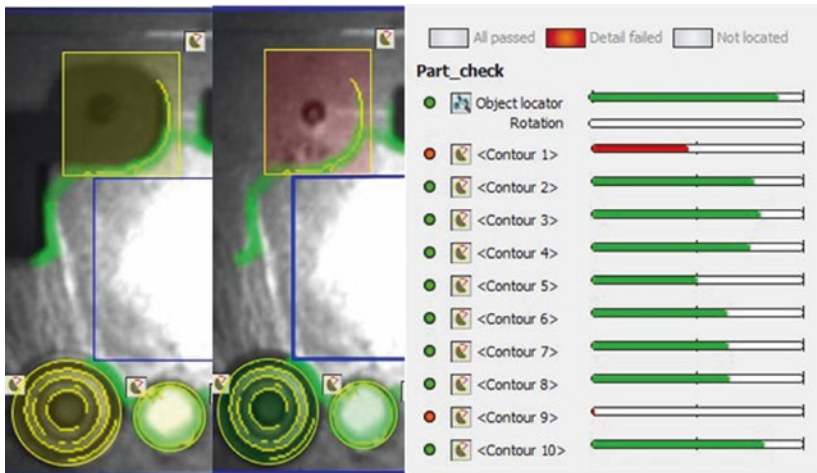 All passed Detail failed Not located
Part_check
Object locator
Rotation
<Contour 1>
<Contour 2>
<Contour 3>
<Contour 4>
<Contour 5>
<Contour 6>
<Contour 7>
<Contour 8>
<Contour 9>
<Contour 10>